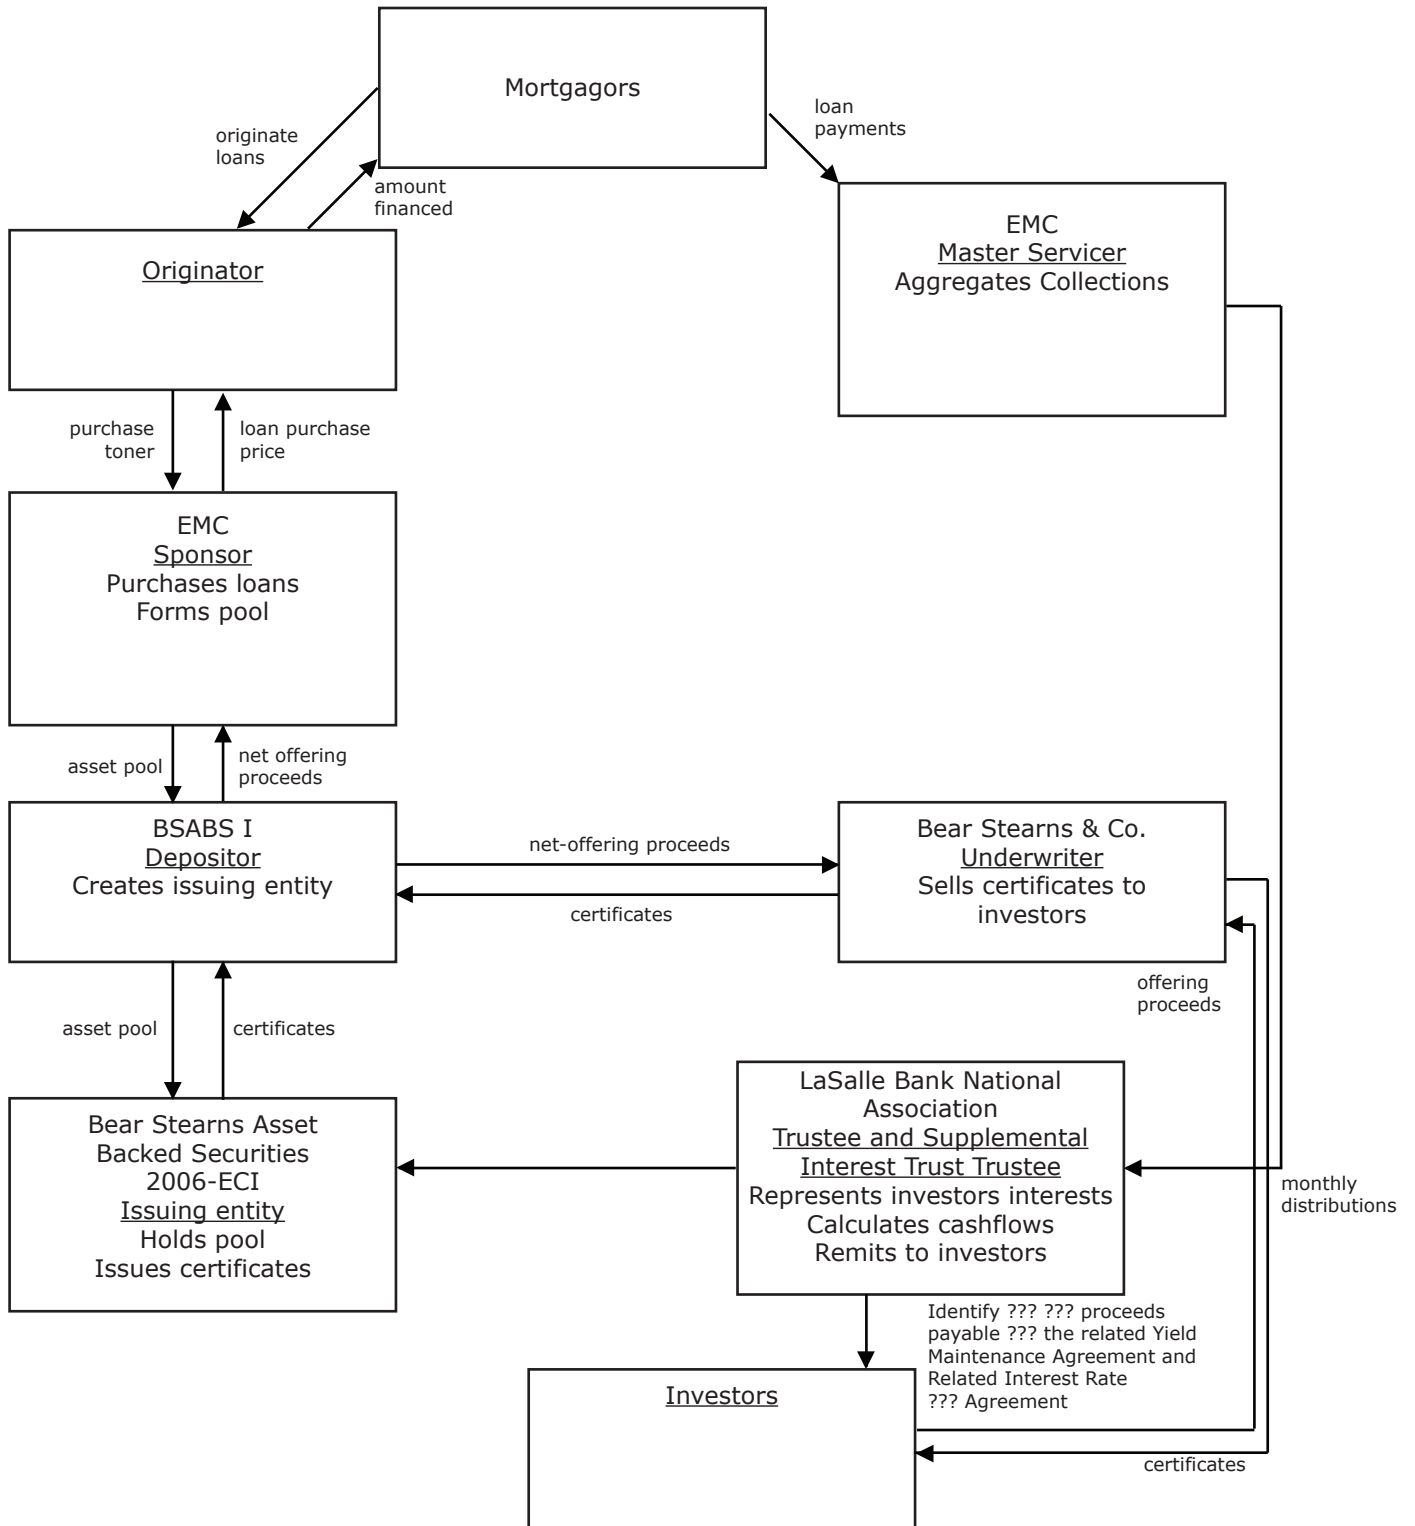 Mortgagors
loan
payments
originate
loans
amount
financed
EMC
Master Servicer
Aggregates Collections
Originator
purchase
toner
loan purchase
price
EMC
Sponsor
Purchases loans
Forms pool
asset pool
net offering
proceeds
BSABS I
Depositor
Creates issuing entity
net-offering proceeds
certificates
Bear Stearns & Co.
Underwriter
Sells certificates to
investors
offering
proceeds
asset pool
certificates
Bear Stearns Asset
Backed Securities
2006-ECI
Issuing entity
Holds pool
Issues certificates
LaSalle Bank National
Association
Trustee and Supplemental
Interest Trust Trustee
Represents investors interests
Calculates cashflows
Remits to investors
monthly
distributions
Identify ??? ??? proceeds
payable ??? the related Yield
Maintenance Agreement and
Related Interest Rate
??? Agreement
Investors
certificates